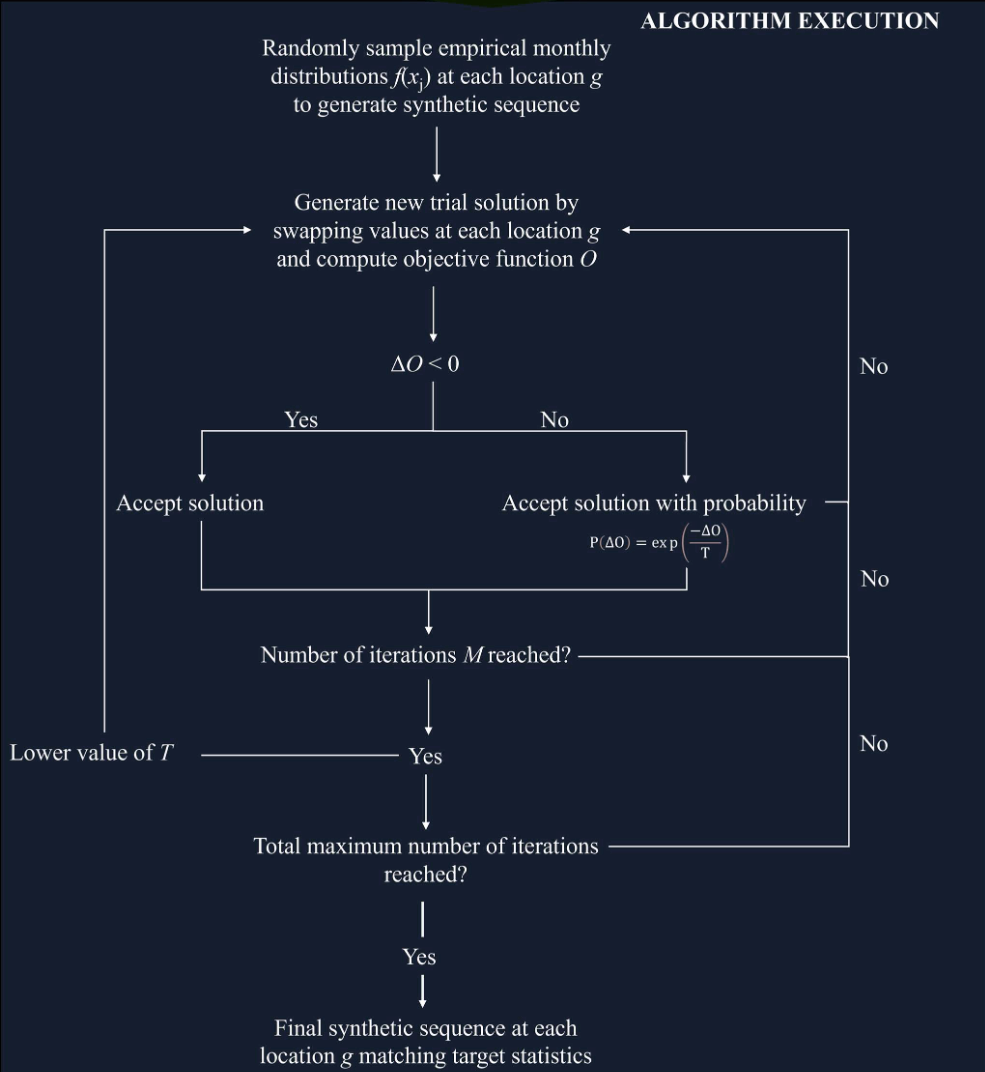 ALGORITHM EXECUTION
Randomly sample empirical monthly
distributions f(xj) at each location g
to generate synthetic sequence
Generate new trial solution by
swapping values at each location g
and compute objective function O
ΔO < 0
No
Yes
No
Accept solution
Accept solution with probability
P(ΔO) = exp(−ΔO/T)
No
Number of iterations M reached?
Lower value of T
Yes
No
Total maximum number of iterations
reached?
Yes
Final synthetic sequence at each
location g matching target statistics